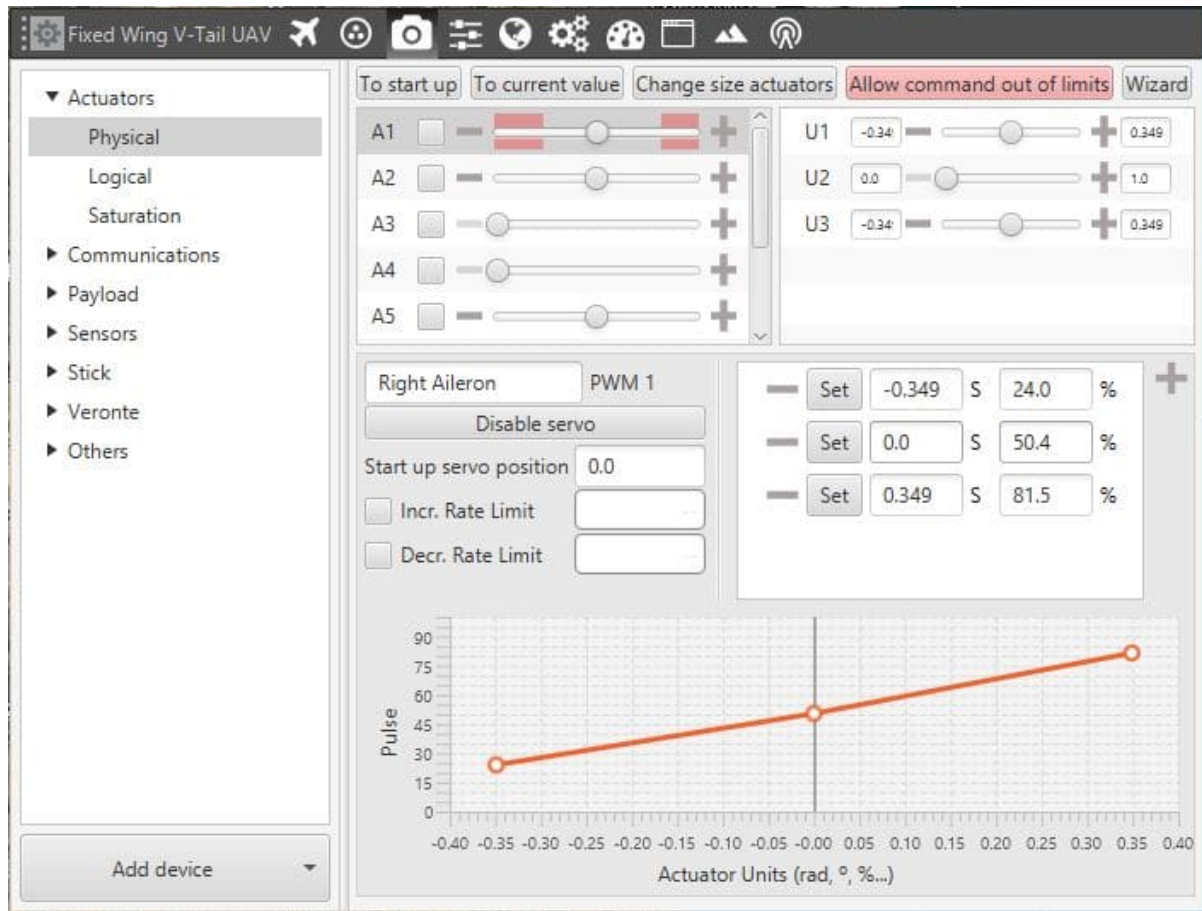 Fixed Wing V-Tail UAV
Actuators
Physical
Logical
Saturation
Communications
Payload
Sensors
Stick
Veronte
Others
Add device
To start up To current value Change size actuators Allow command out of limits Wizard
A1
A2
A3
A4
A5
U1 -0.34 0.349
U2 0.0 1.0
U3 -0.34 0.349
Right Aileron PWM 1
Disable servo
Start up servo position 0.0
Incr. Rate Limit
Decr. Rate Limit
Set -0.349 S 24.0 %
Set 0.0 S 50.4 %
Set 0.349 S 81.5 %
Pulse
90
75
60
45
30
15
0
-0.40 -0.35 -0.30 -0.25 -0.20 -0.15 -0.10 -0.05 -0.00 0.05 0.10 0.15 0.20 0.25 0.30 0.35 0.40
Actuator Units (rad, º, %...)